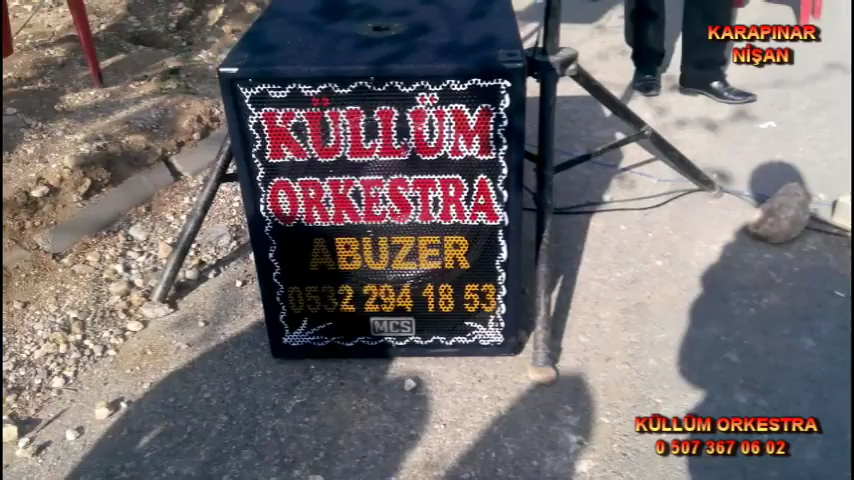 KARAPINAR
NİŞAN
KÜLLÜM
ORKESTRA
ABUZER
0532 294 18 53
MCS
KÜLLÜM ORKESTRA
0 507 367 06 02